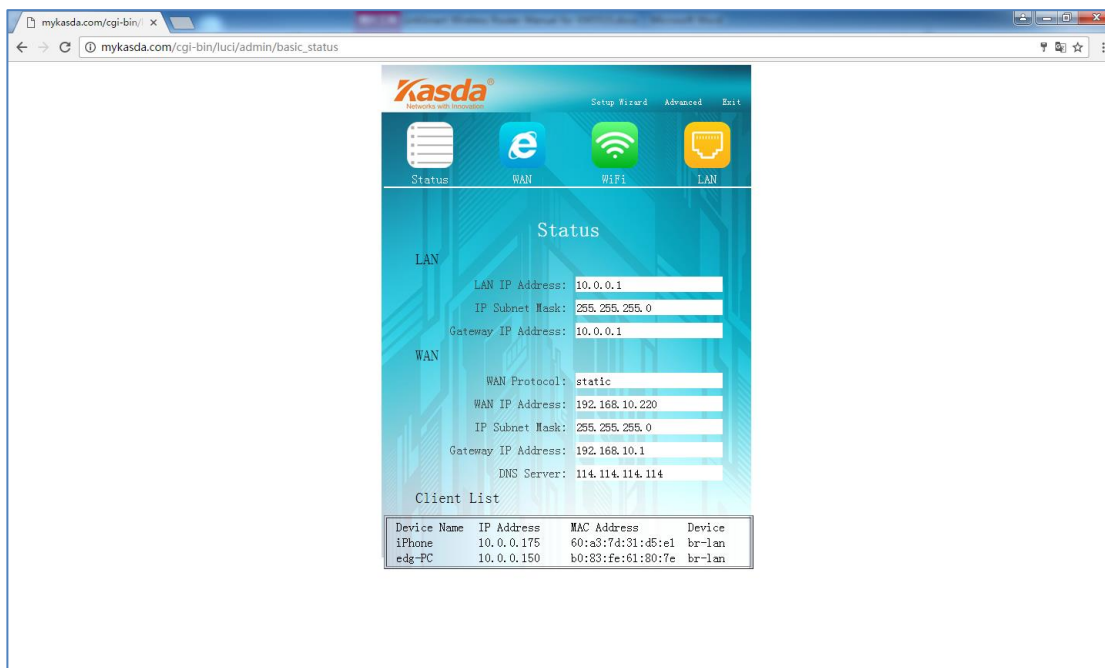 mykasda.com/cgi-bin/l
mykasda.com/cgi-bin/luci/admin/basic_status
Kasda®
Networks with Innovation
Setup Wizard Advanced Exit
Status WAN WiFi LAN
Status
LAN
LAN IP Address: 10.0.0.1
IP Subnet Mask: 255.255.255.0
Gateway IP Address: 10.0.0.1
WAN
WAN Protocol: static
WAN IP Address: 192.168.10.220
IP Subnet Mask: 255.255.255.0
Gateway IP Address: 192.168.10.1
DNS Server: 114.114.114.114
Client List
Device Name IP Address MAC Address Device
iPhone 10.0.0.175 60:a3:7d:31:d5:e1 br-lan
edg-PC 10.0.0.150 b0:83:fe:61:80:7e br-lan